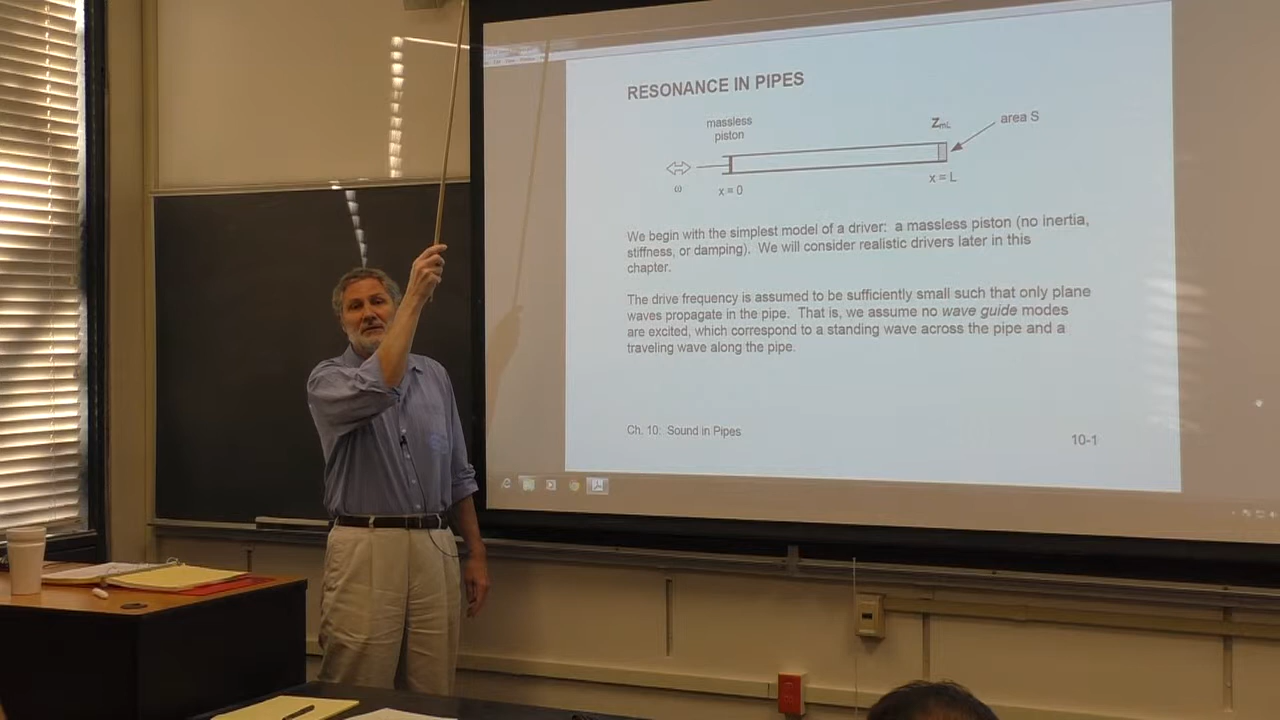 RESONANCE IN PIPES
massless
piston
ZmL
area S
ω
x = 0
x = L
We begin with the simplest model of a driver: a massless piston (no inertia,
stiffness, or damping). We will consider realistic drivers later in this
chapter.
The drive frequency is assumed to be sufficiently small such that only plane
waves propagate in the pipe. That is, we assume no wave guide modes
are excited, which correspond to a standing wave across the pipe and a
traveling wave along the pipe.
Ch. 10: Sound in Pipes
10-1